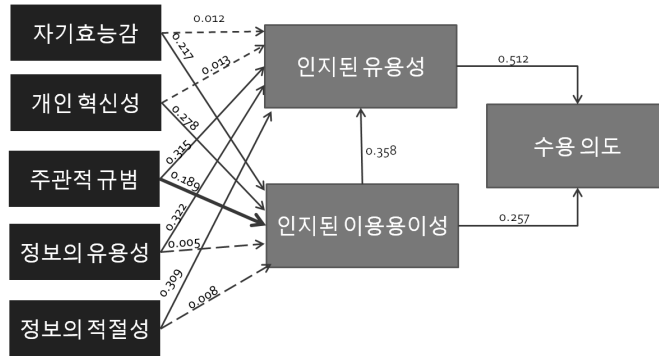 자기효능감
개인 혁신성
주관적 규범
정보의 유용성
정보의 적절성
0.012
0.217
0.013
0.278
0.315
0.189
0.322
0.005
0.309
0.008
인지된 유용성
0.358
인지된 이용용이성
0.512
수용 의도
0.257